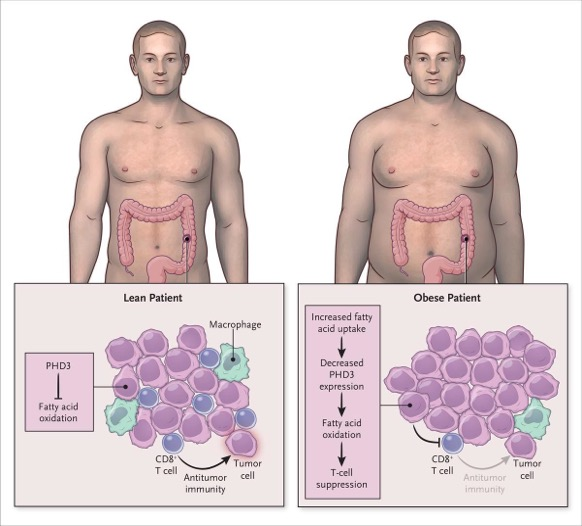 Lean Patient
Macrophage
PHD3
Fatty acid
oxidation
CD8+
T cell
Antitumor
immunity
Tumor
cell
Obese Patient
Increased fatty
acid uptake
Decreased
PHD3
expression
Fatty acid
oxidation
T-cell
suppression
CD8+
T cell
Antitumor
immunity
Tumor
cell